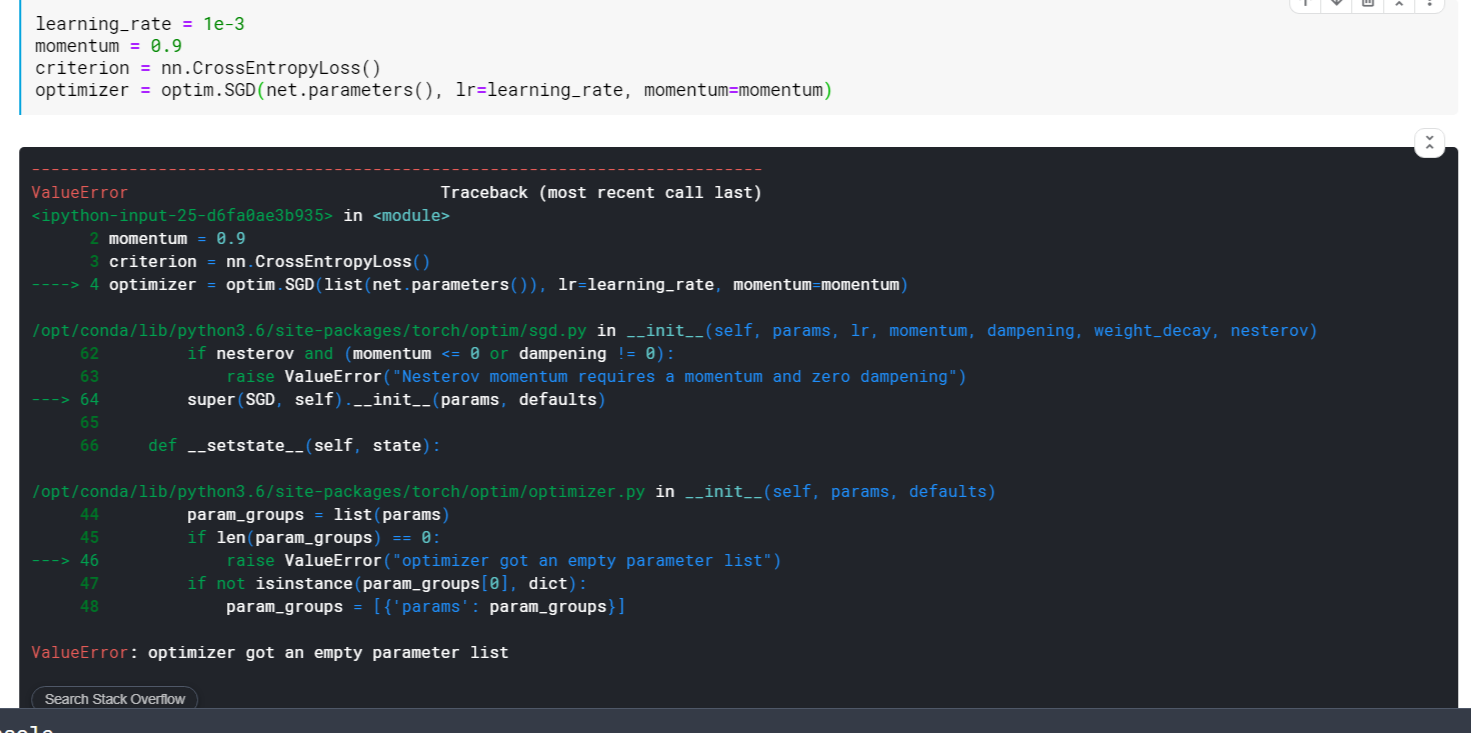 learning_rate = 1e-3
momentum = 0.9
criterion = nn.CrossEntropyLoss()
optimizer = optim.SGD(net.parameters(), lr=learning_rate, momentum=momentum)
---------------------------------------------------------------------------
ValueError                                Traceback (most recent call last)
<ipython-input-25-d6fa0ae3b935> in <module>
      2 momentum = 0.9
      3 criterion = nn.CrossEntropyLoss()
----> 4 optimizer = optim.SGD(list(net.parameters()), lr=learning_rate, momentum=momentum)
/opt/conda/lib/python3.6/site-packages/torch/optim/sgd.py in __init__(self, params, lr, momentum, dampening, weight_decay, nesterov)
     62         if nesterov and (momentum <= 0 or dampening != 0):
     63             raise ValueError("Nesterov momentum requires a momentum and zero dampening")
---> 64         super(SGD, self).__init__(params, defaults)
     65
     66     def __setstate__(self, state):
/opt/conda/lib/python3.6/site-packages/torch/optim/optimizer.py in __init__(self, params, defaults)
     44         param_groups = list(params)
     45         if len(param_groups) == 0:
---> 46             raise ValueError("optimizer got an empty parameter list")
     47         if not isinstance(param_groups[0], dict):
     48             param_groups = [{'params': param_groups}]
ValueError: optimizer got an empty parameter list
Search Stack Overflow